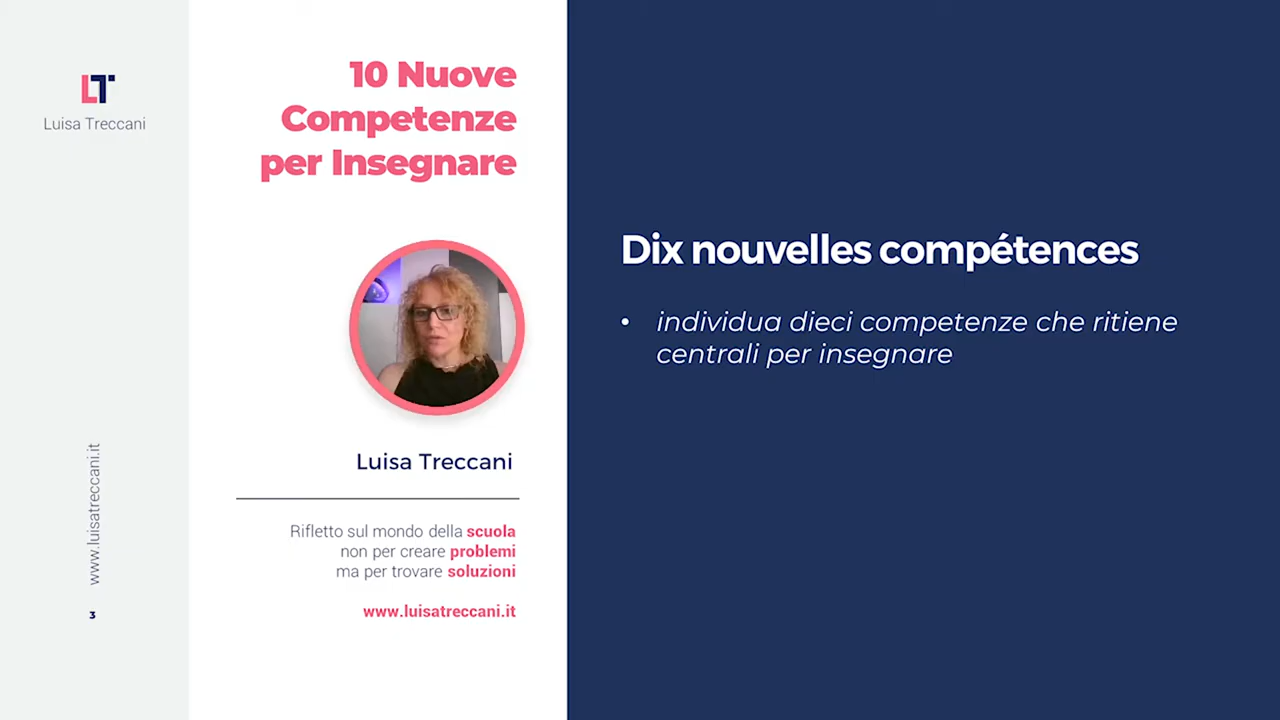 LT
Luisa Treccani
www.luisatreccani.it
3
10 Nuove
Competenze
per Insegnare
Luisa Treccani
Rifletto sul mondo della scuola
non per creare problemi
ma per trovare soluzioni
www.luisatreccani.it
Dix nouvelles compétences
• individua dieci competenze che ritiene
centrali per insegnare